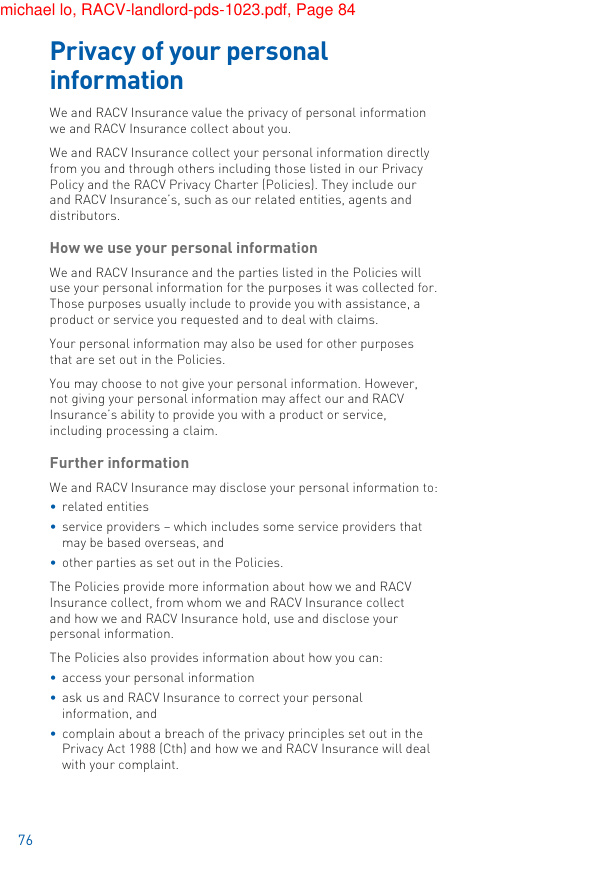 michael lo, RACV-landlord-pds-1023.pdf, Page 84
Privacy of your personal
information
We and RACV Insurance value the privacy of personal information
we and RACV Insurance collect about you.
We and RACV Insurance collect your personal information directly
from you and through others including those listed in our Privacy
Policy and the RACV Privacy Charter (Policies). They include our
and RACV Insurance's, such as our related entities, agents and
distributors.
How we use your personal information
We and RACV Insurance and the parties listed in the Policies will
use your personal information for the purposes it was collected for.
Those purposes usually include to provide you with assistance, a
product or service you requested and to deal with claims.
Your personal information may also be used for other purposes
that are set out in the Policies.
You may choose to not give your personal information. However,
not giving your personal information may affect our and RACV
Insurance's ability to provide you with a product or service,
including processing a claim.
Further information
We and RACV Insurance may disclose your personal information to:
• related entities
• service providers – which includes some service providers that
may be based overseas, and
• other parties as set out in the Policies.
The Policies provide more information about how we and RACV
Insurance collect, from whom we and RACV Insurance collect
and how we and RACV Insurance hold, use and disclose your
personal information.
The Policies also provides information about how you can:
• access your personal information
• ask us and RACV Insurance to correct your personal
information, and
• complain about a breach of the privacy principles set out in the
Privacy Act 1988 (Cth) and how we and RACV Insurance will deal
with your complaint.
76